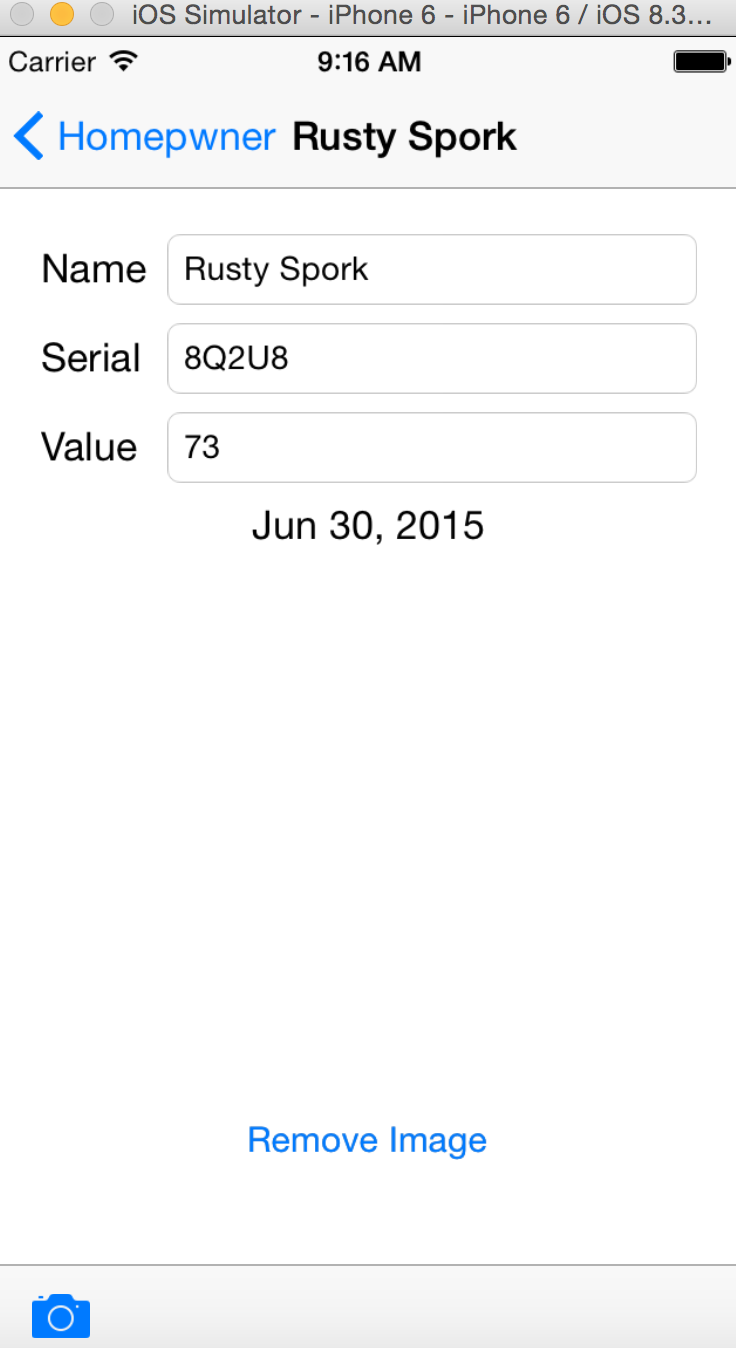 iOS Simulator - iPhone 6 - iPhone 6 / iOS 8.3...
Carrier 9:16 AM
Homepwner Rusty Spork
Name Rusty Spork
Serial 8Q2U8
Value 73
Jun 30, 2015
Remove Image